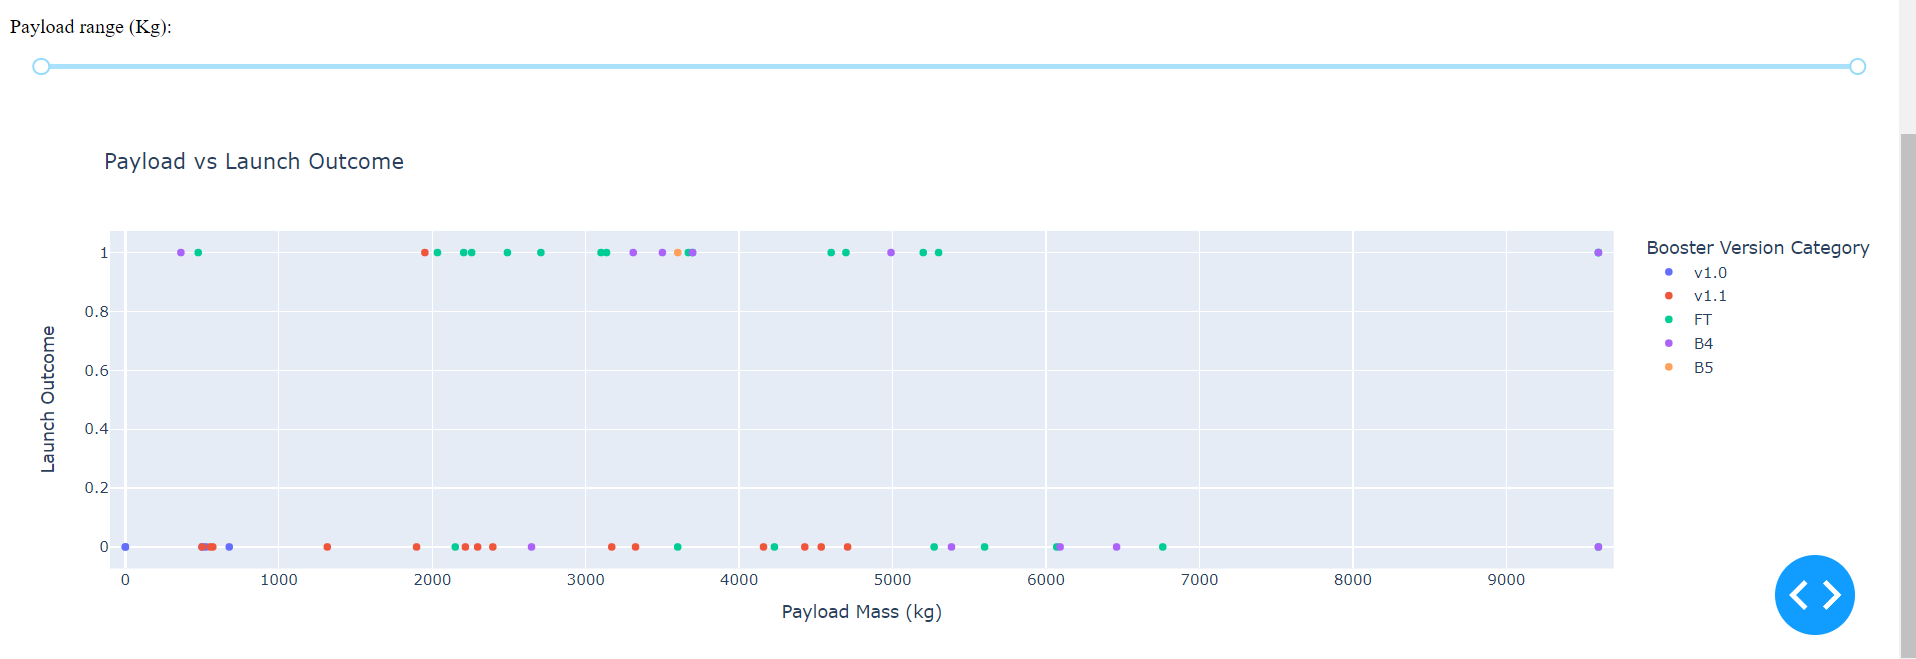 Payload range (Kg):
Payload vs Launch Outcome
Booster Version Category
v1.0
v1.1
FT
B4
B5
Launch Outcome
1
0.8
0.6
0.4
0.2
0
0 1000 2000 3000 4000 5000 6000 7000 8000 9000
Payload Mass (kg)